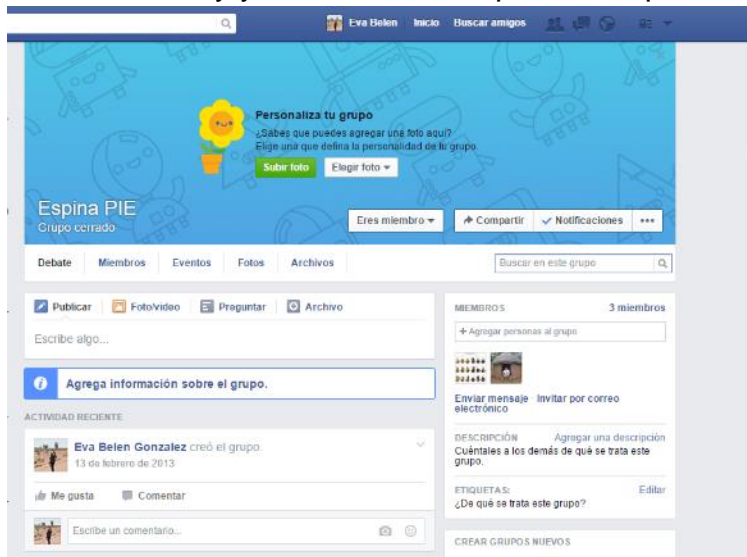 Eva Belen Inicio Buscar amigos
Personaliza tu grupo
¿Sabes que puedes agregar una foto aquí?
Elige una que defina la personalidad de tu grupo.
Subir foto Elegir foto
Espina PIE
Grupo cerrado
Eres miembro Compartir Notificaciones
Debate Miembros Eventos Fotos Archivos
Buscar en este grupo
Publicar Foto/video Preguntar Archivo
Escribe algo...
Agrega información sobre el grupo.
ACTIVIDAD RECIENTE
Eva Belen Gonzalez creó el grupo.
13 de febrero de 2013
Me gusta Comentar
Escribe un comentario...
MIEMBROS 3 miembros
+ Agregar personas al grupo
Enviar mensaje · Invitar por correo
electrónico
DESCRIPCIÓN Agregar una descripción
Cuéntales a los demás de qué se trata este
grupo.
ETIQUETAS: Editar
¿De qué se trata este grupo?
CREAR GRUPOS NUEVOS